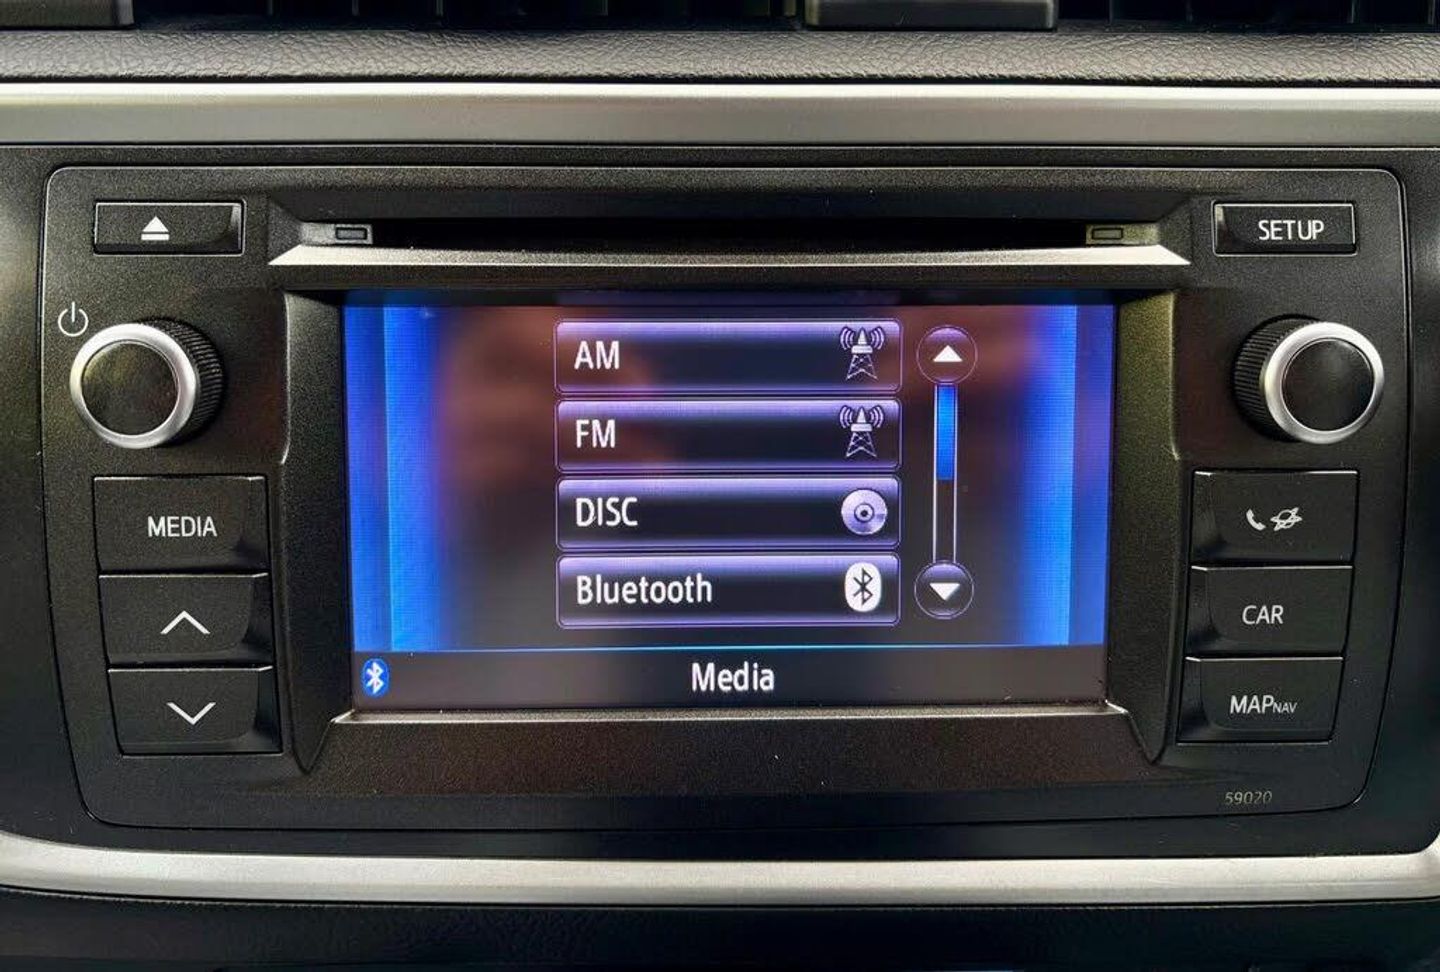 SETUP
AM
FM
DISC
Bluetooth
Media
MEDIA
CAR
MAPNAV
59020